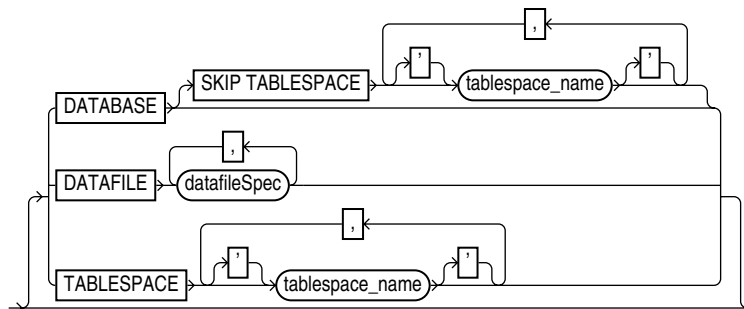 ,
' '
SKIP TABLESPACE tablespace_name
DATABASE
,
DATAFILE datafileSpec
,
' '
TABLESPACE tablespace_name